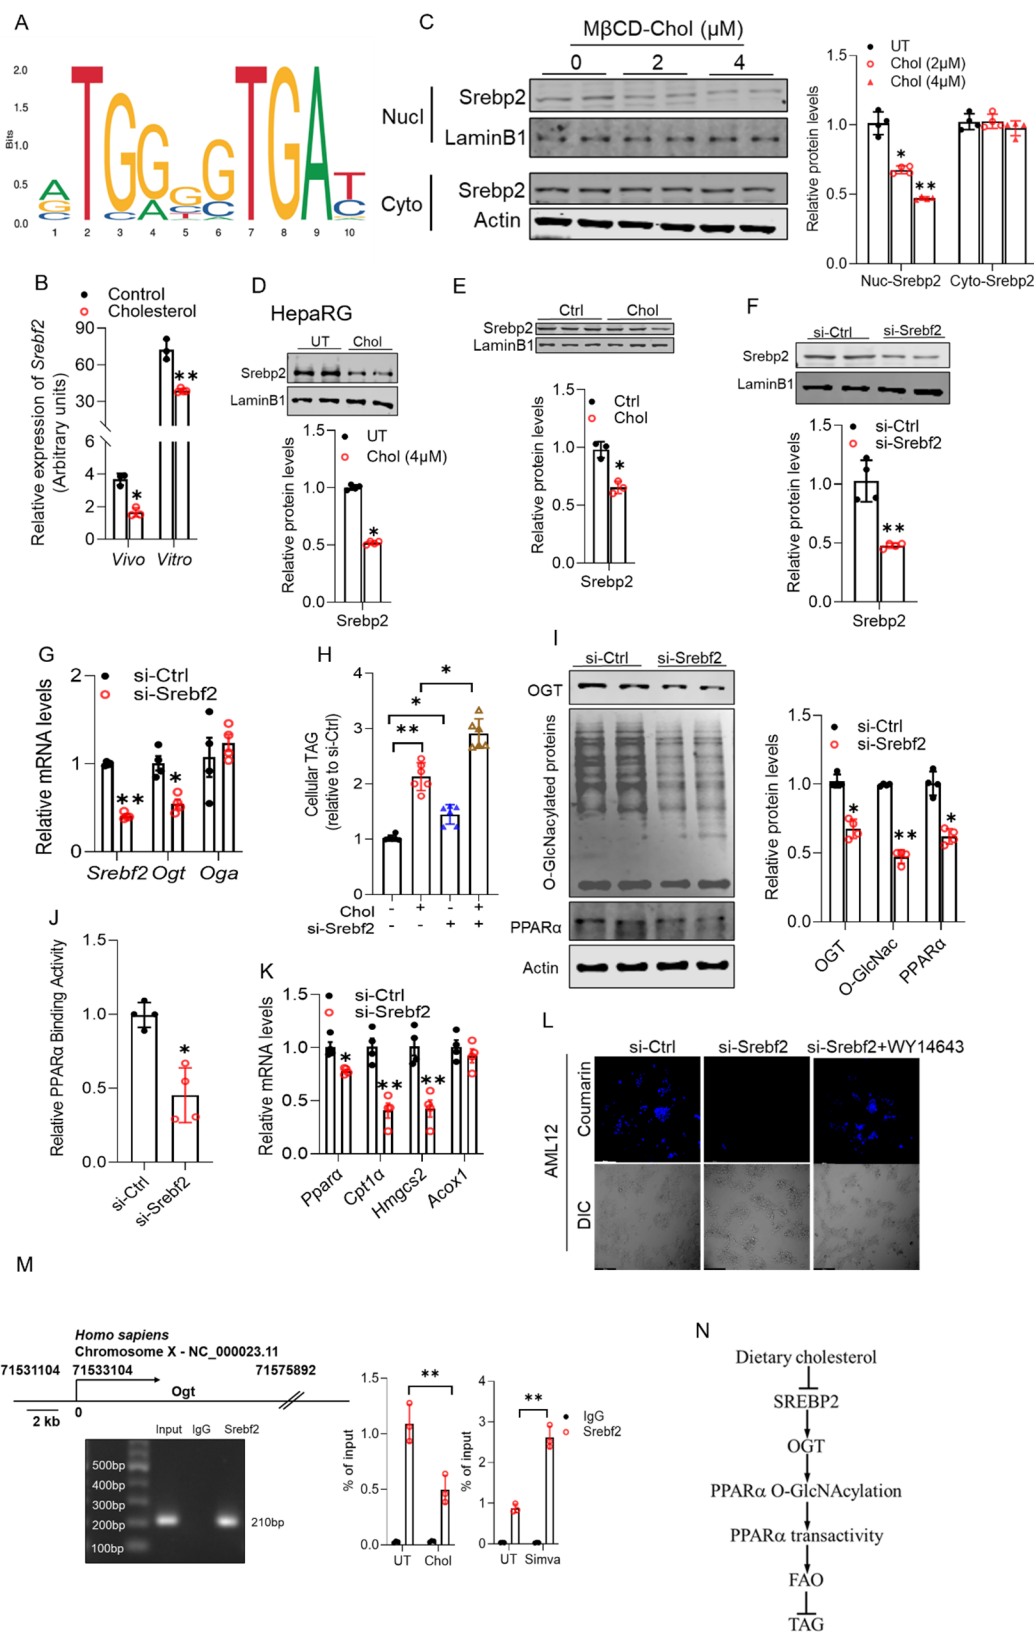 A
Bits
2.0
1.5
1.0
0.5
0.0
1 2 3 4 5 6 7 8 9 10
A
G
C
T
G
C
G
A
G
C
T
G
C
T
G
A
T
C
B
Control
Cholesterol
Relative expression of Srebf2
(Arbitrary units)
90
60
30
6
4
2
0
*
**
Vivo Vitro
C
MβCD-Chol (μM)
0 2 4
Nucl
Srebp2
LaminB1
Cyto
Srebp2
Actin
UT
Chol (2μM)
Chol (4μM)
Relative protein levels
1.5
1.0
0.5
0.0
*
**
Nuc-Srebp2 Cyto-Srebp2
D
HepaRG
UT Chol
Srebp2
LaminB1
Relative protein levels
1.5
1.0
0.5
0.0
UT
Chol (4μM)
*
Srebp2
E
Ctrl Chol
Srebp2
LaminB1
Relative protein levels
1.5
1.0
0.5
0.0
Ctrl
Chol
*
Srebp2
F
si-Ctrl si-Srebf2
Srebp2
LaminB1
Relative protein levels
1.5
1.0
0.5
0.0
si-Ctrl
si-Srebf2
**
Srebp2
G
si-Ctrl
si-Srebf2
Relative mRNA levels
2
1
0
**
*
Srebf2 Ogt Oga
H
Cellular TAG
(relative to si-Ctrl)
4
3
2
1
0
*
*
**
Chol - + - +
si-Srebf2 - - + +
I
si-Ctrl si-Srebf2
OGT
O-GlcNacylated proteins
PPARα
Actin
Relative protein levels
1.5
1.0
0.5
0.0
si-Ctrl
si-Srebf2
*
**
*
OGT O-GlcNac PPARα
J
Relative PPARα Binding Activity
1.5
1.0
0.5
0.0
*
si-Ctrl si-Srebf2
K
si-Ctrl
si-Srebf2
Relative mRNA levels
1.5
1.0
0.5
0.0
*
**
**
Pparα Cpt1α Hmgcs2 Acox1
L
si-Ctrl si-Srebf2 si-Srebf2+WY14643
AML12
Coumarin
DIC
M
Homo sapiens
Chromosome X - NC_000023.11
71531104 71533104 71575892
Ogt
2 kb 0
Input IgG Srebf2
500bp
400bp
300bp
200bp
100bp
210bp
% of input
1.5
1.0
0.5
0.0
**
UT Chol
% of input
4
3
2
1
0
**
UT Simva
IgG
Srebf2
N
Dietary cholesterol
SREBP2
OGT
PPARα O-GlcNAcylation
PPARα transactivity
FAO
TAG